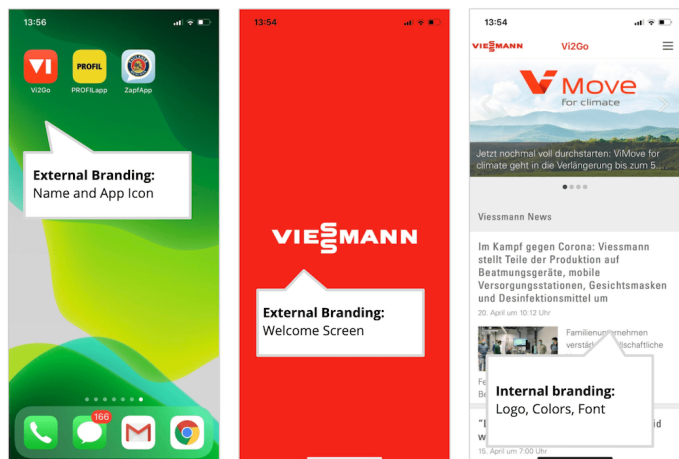 13:56
PROFIL
Vi2Go
PROFILapp
ZapfApp
External Branding:
Name and App Icon
166
13:54
VIESSMANN
External Branding:
Welcome Screen
13:54
VIESSMANN
Vi2Go
Move
for climate
Jetzt nochmal voll durchstarten: ViMove for
climate geht in die Verlängerung bis zum 5...
Viessmann News
Im Kampf gegen Corona: Viessmann
stellt Teile der Produktion auf
Beatmungsgeräte, mobile
Versorgungsstationen, Gesichtsmasken
und Desinfektionsmittel um
20. April um 10:12 Uhr
Internal branding:
Logo, Colors, Font
15. April um 7:00 Uhr